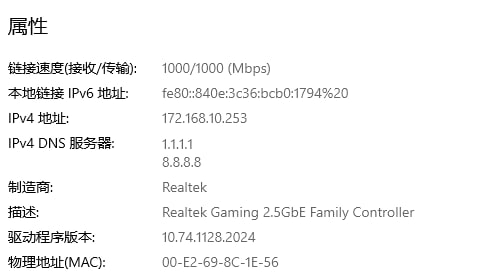 属性
链接速度(接收/传输): 1000/1000 (Mbps)
本地链接 IPv6 地址: fe80::840e:3c36:bcb0:1794%20
IPv4 地址: 172.168.10.253
IPv4 DNS 服务器: 1.1.1.1
8.8.8.8
制造商: Realtek
描述: Realtek Gaming 2.5GbE Family Controller
驱动程序版本: 10.74.1128.2024
物理地址(MAC): 00-E2-69-8C-1E-56